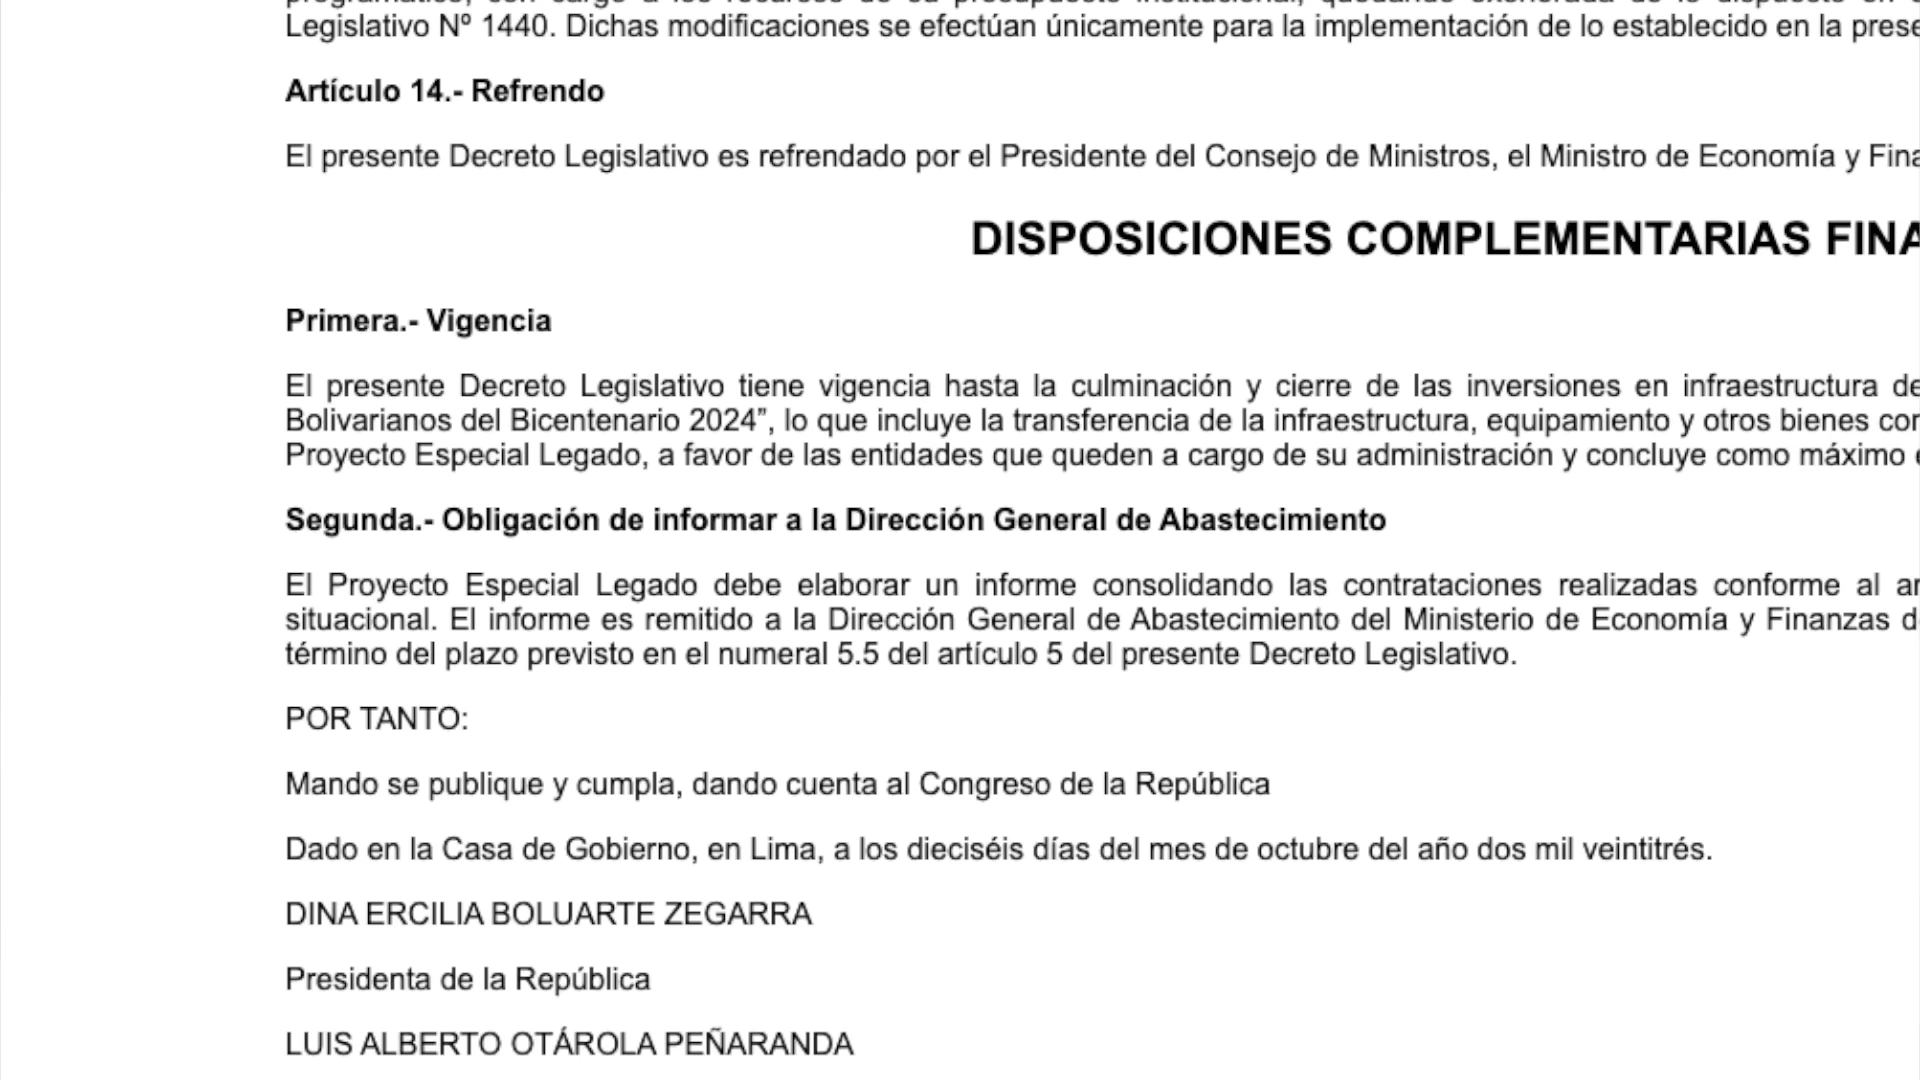 Legislativo Nº 1440. Dichas modificaciones se efectúan únicamente para la implementación de lo establecido en la prese
Artículo 14.- Refrendo
El presente Decreto Legislativo es refrendado por el Presidente del Consejo de Ministros, el Ministro de Economía y Fina
DISPOSICIONES COMPLEMENTARIAS FINA
Primera.- Vigencia
El presente Decreto Legislativo tiene vigencia hasta la culminación y cierre de las inversiones en infraestructura de
Bolivarianos del Bicentenario 2024”, lo que incluye la transferencia de la infraestructura, equipamiento y otros bienes con
Proyecto Especial Legado, a favor de las entidades que queden a cargo de su administración y concluye como máximo e
Segunda.- Obligación de informar a la Dirección General de Abastecimiento
El Proyecto Especial Legado debe elaborar un informe consolidando las contrataciones realizadas conforme al ar
situacional. El informe es remitido a la Dirección General de Abastecimiento del Ministerio de Economía y Finanzas d
término del plazo previsto en el numeral 5.5 del artículo 5 del presente Decreto Legislativo.
POR TANTO:
Mando se publique y cumpla, dando cuenta al Congreso de la República
Dado en la Casa de Gobierno, en Lima, a los dieciséis días del mes de octubre del año dos mil veintitrés.
DINA ERCILIA BOLUARTE ZEGARRA
Presidenta de la República
LUIS ALBERTO OTÁROLA PEÑARANDA